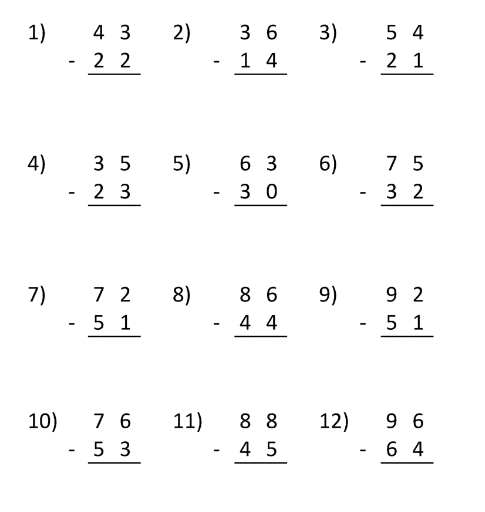 1) 4 3 2) 3 6 3) 5 4
- 2 2 - 1 4 - 2 1
4) 3 5 5) 6 3 6) 7 5
- 2 3 - 3 0 - 3 2
7) 7 2 8) 8 6 9) 9 2
- 5 1 - 4 4 - 5 1
10) 7 6 11) 8 8 12) 9 6
- 5 3 - 4 5 - 6 4